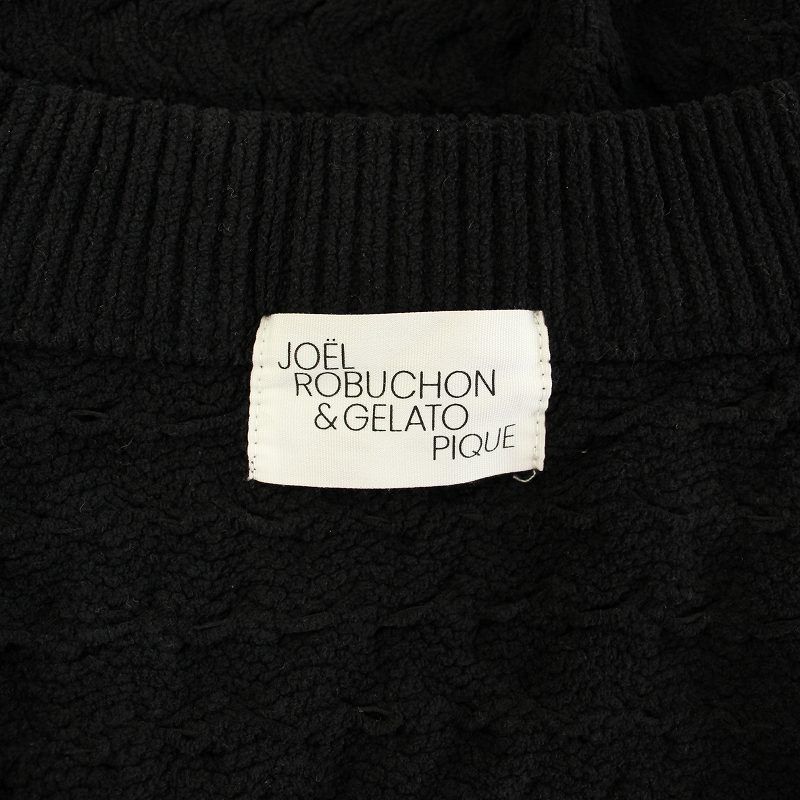 JOËL
ROBUCHON
& GELATO
PIQUE